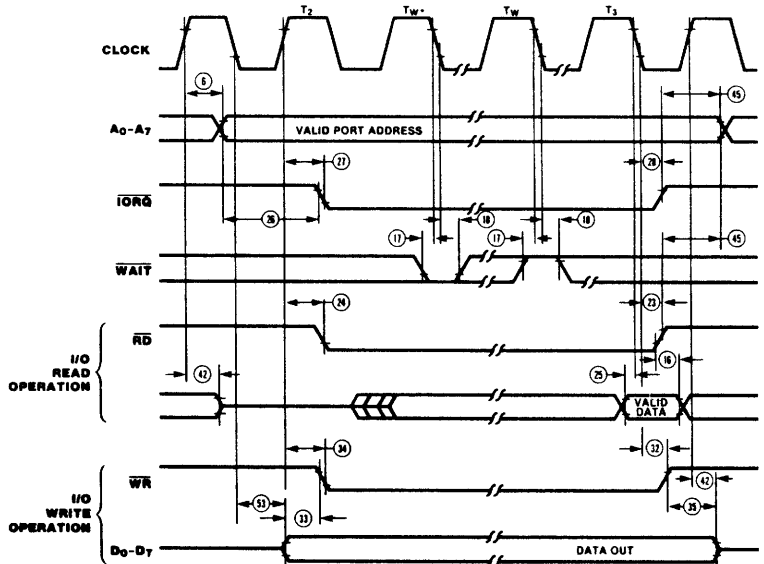 T2 TW* TW T3
CLOCK
6 45
A0-A7 VALID PORT ADDRESS
27 28
IORQ
26 18 18
17 17 45
WAIT
24 23
RD
I/O READ OPERATION
16
42 25
VALID DATA
34 32
WR 42
I/O WRITE OPERATION
53 33 35
D0-D7 DATA OUT